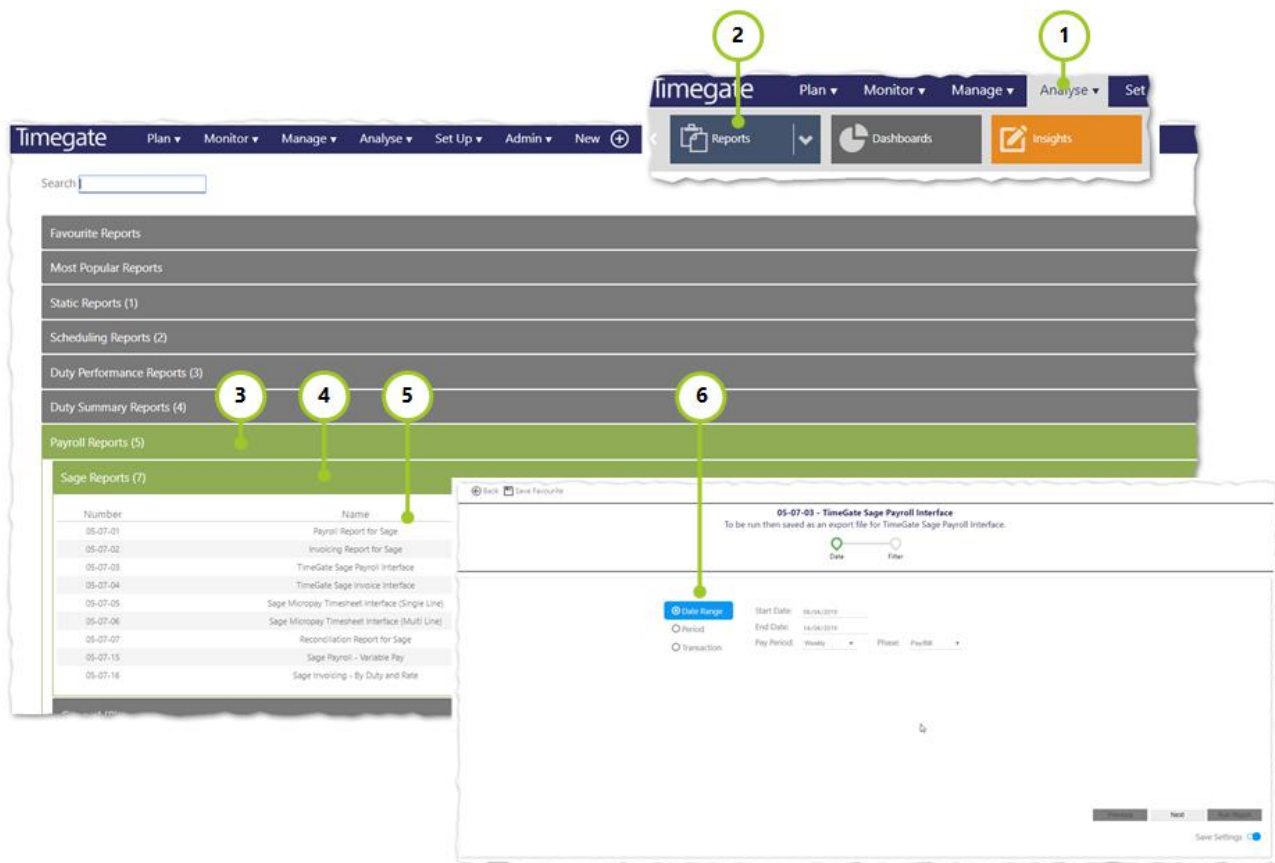 2
1
Timegate Plan Monitor Manage Analyse Set
Reports Dashboards Insights
Timegate Plan Monitor Manage Analyse Set Up Admin New
Search
Favourite Reports
Most Popular Reports
Static Reports (1)
Scheduling Reports (2)
Duty Performance Reports (3)
Duty Summary Reports (4)
3
4
5
6
Payroll Reports (5)
Sage Reports (7)
Number Name
05-07-01 Payroll Report for Sage
05-07-02 Invoicing Report for Sage
05-07-03 TimeGate Sage Payroll Interface
05-07-04 TimeGate Sage Invoice Interface
05-07-05 Sage Micropay Timesheet Interface (Single Line)
05-07-06 Sage Micropay Timesheet Interface (Multi Line)
05-07-07 Reconciliation Report for Sage
05-07-15 Sage Payroll - Variable Pay
05-07-16 Sage Invoicing - By Duty and Rate
Back Save Favourite
05-07-03 - TimeGate Sage Payroll Interface
To be run then saved as an export file for TimeGate Sage Payroll Interface.
Date Filter
Date Range Start Date:
Period End Date:
Transaction Pay Period: Weekly Phase: Pay/Bill
Previous Next Run Report
Save Settings